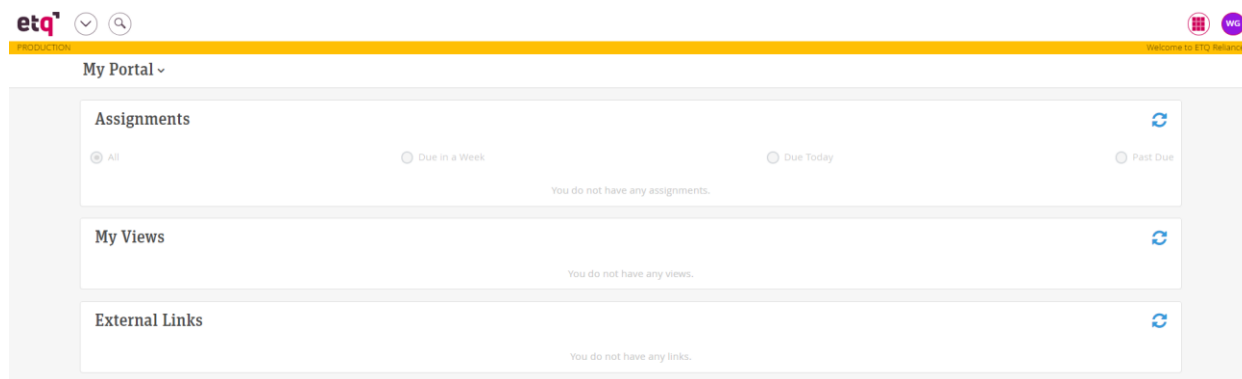 etq
WG
PRODUCTION Welcome to ETQ Reliance
My Portal
Assignments
All Due in a Week Due Today Past Due
You do not have any assignments.
My Views
You do not have any views.
External Links
You do not have any links.